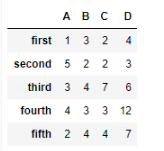 A B C D
first 1 3 2 4
second 5 2 2 3
third 3 4 7 6
fourth 4 3 3 12
fifth 2 4 4 7